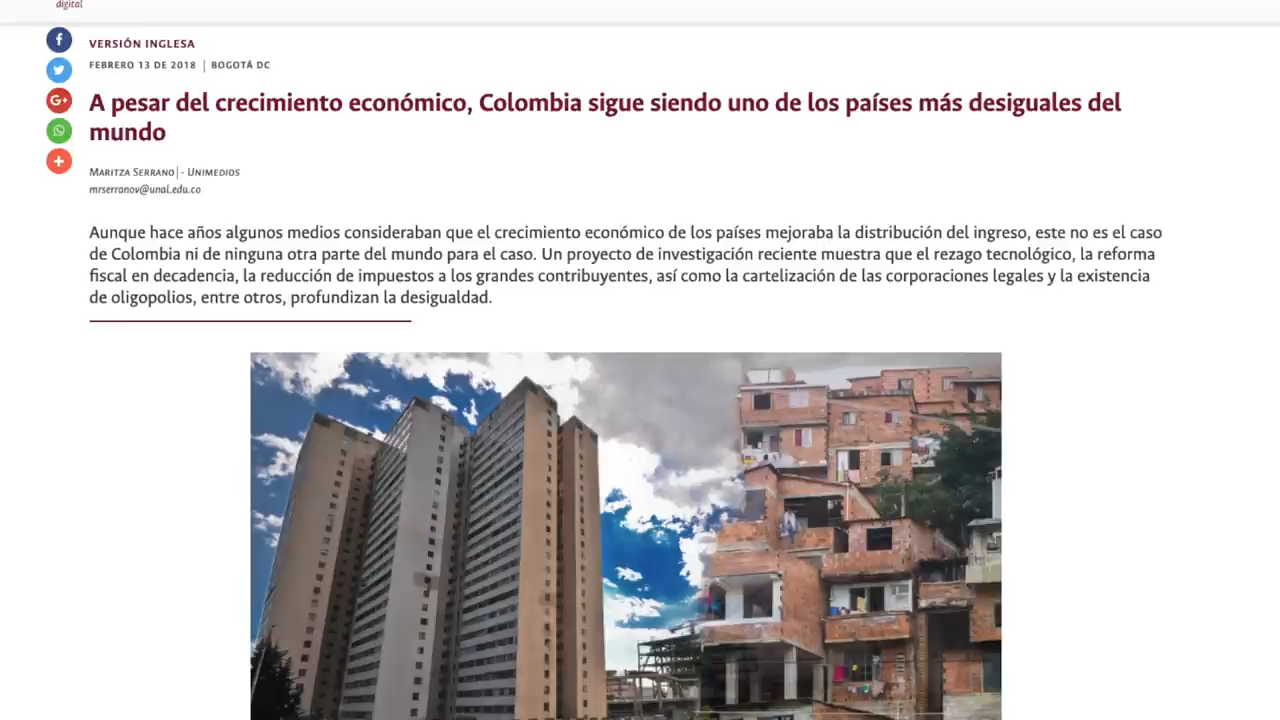 digital
VERSIÓN INGLESA
FEBRERO 13 DE 2018 | BOGOTÁ DC
A pesar del crecimiento económico, Colombia sigue siendo uno de los países más desiguales del
mundo
MARITZA SERRANO| - UNIMEDIOS
mrserranov@unal.edu.co
Aunque hace años algunos medios consideraban que el crecimiento económico de los países mejoraba la distribución del ingreso, este no es el caso
de Colombia ni de ninguna otra parte del mundo para el caso. Un proyecto de investigación reciente muestra que el rezago tecnológico, la reforma
fiscal en decadencia, la reducción de impuestos a los grandes contribuyentes, así como la cartelización de las corporaciones legales y la existencia
de oligopolios, entre otros, profundizan la desigualdad.